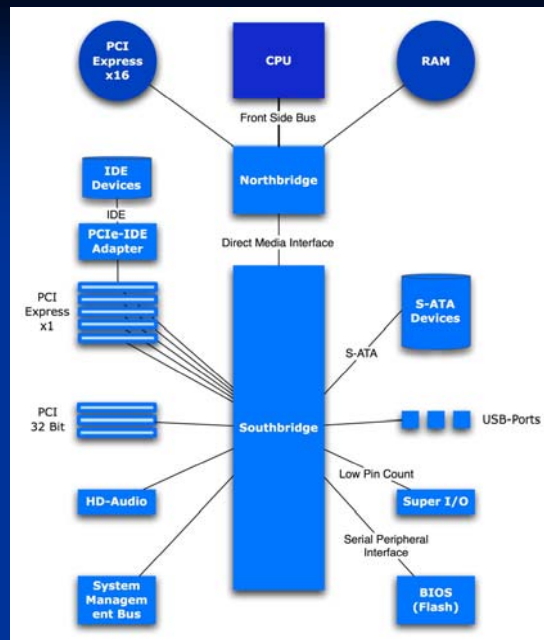 PCI
Express
x16
CPU
RAM
Front Side Bus
Northbridge
IDE
Devices
IDE
PCIe-IDE
Adapter
Direct Media Interface
PCI
Express
x1
S-ATA
Devices
S-ATA
PCI
32 Bit
Southbridge
USB-Ports
Low Pin Count
HD-Audio
Super I/O
Serial Peripheral
Interface
System
Managem
ent Bus
BIOS
(Flash)